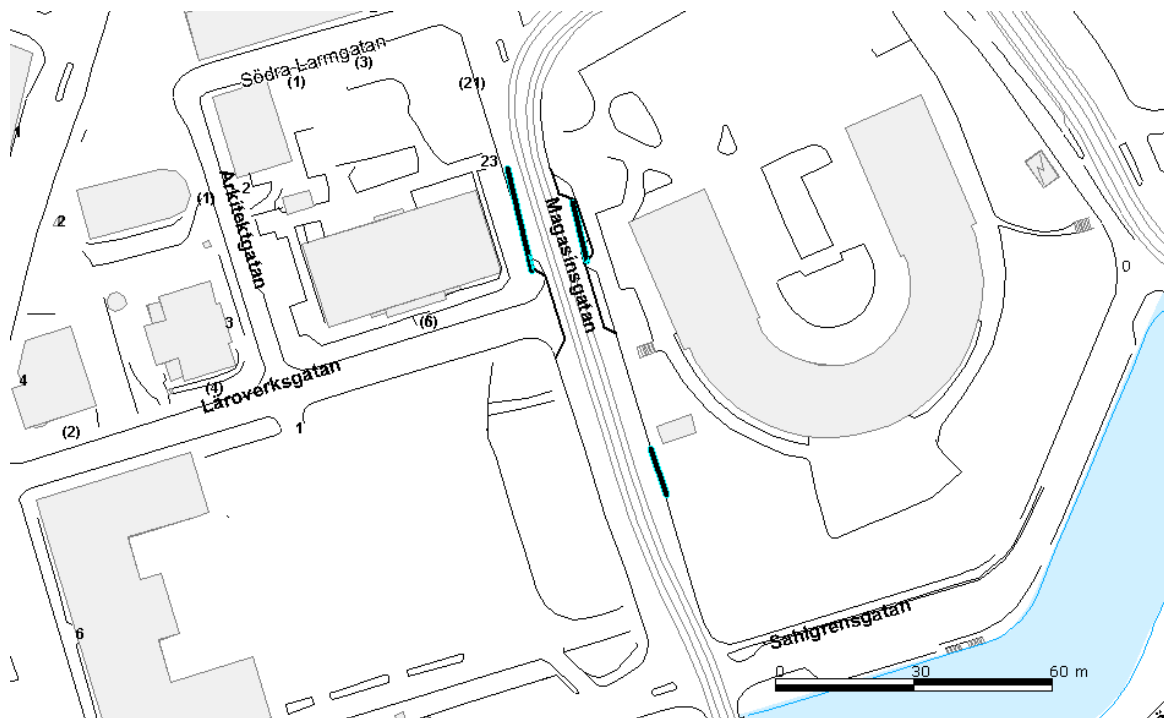 Södra Larmgatan
(3)
(1)
(21)
1
23
2
(1)
2
Arkitektgatan
Magasinsgatan
0
3
(6)
4
(4)
Läroverksgatan
(2)
1
6
Sahlgrensgatan
0 30 60 m